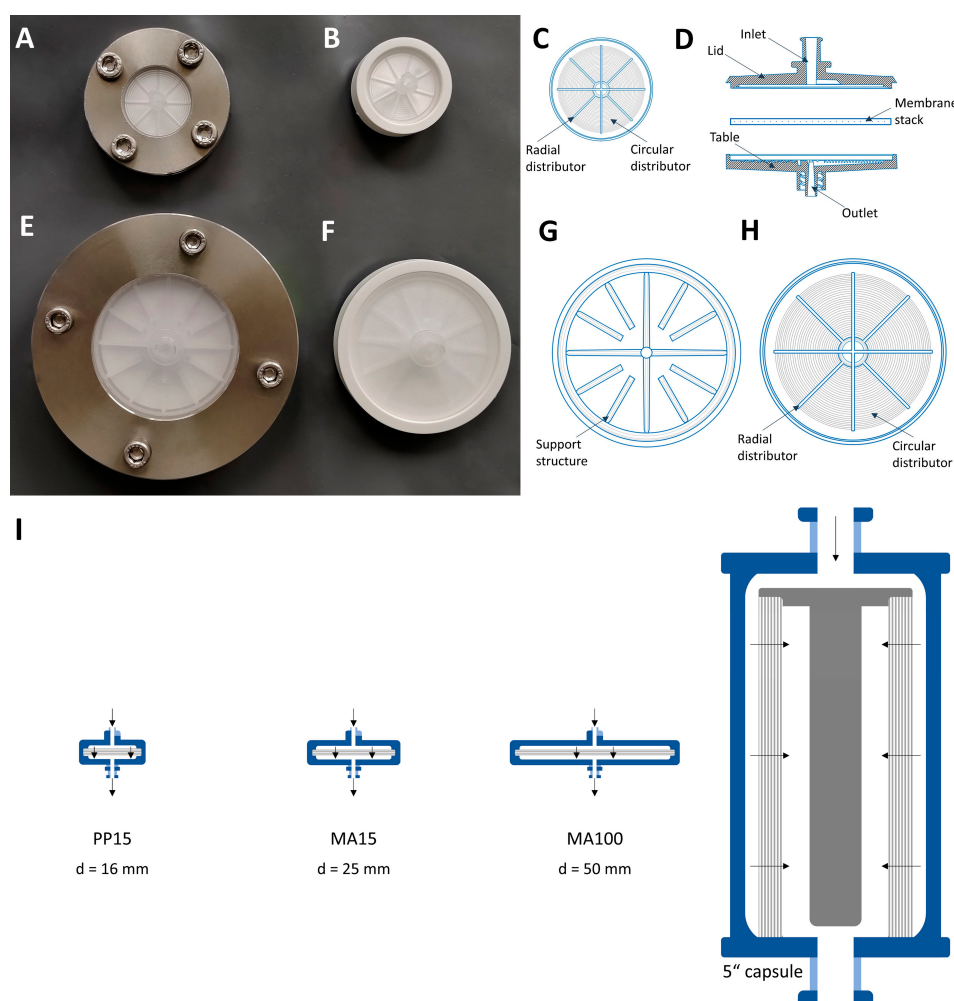 A
B
C
D
Inlet
Lid
Membrane
stack
Radial
distributor
Circular
distributor
Table
Outlet
E
F
G
H
Support
structure
Radial
distributor
Circular
distributor
I
PP15
MA15
MA100
d = 16 mm
d = 25 mm
d = 50 mm
5“ capsule